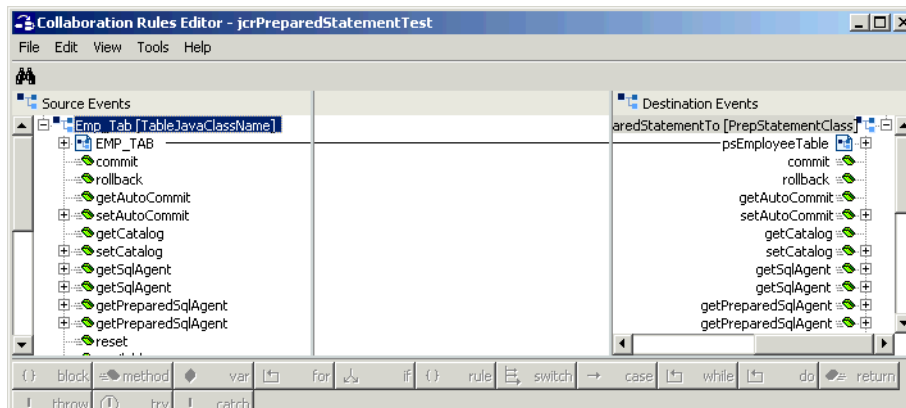 Collaboration Rules Editor - jcrPreparedStatementTest
File Edit View Tools Help
Source Events
Destination Events
Emp_Tab [TableJavaClassName]
aredStatementTo [PrepStatementClass]
EMP_TAB
psEmployeeTable
commit
commit
rollback
rollback
getAutoCommit
getAutoCommit
setAutoCommit
setAutoCommit
getCatalog
getCatalog
setCatalog
setCatalog
getSqlAgent
getSqlAgent
getSqlAgent
getSqlAgent
getPreparedSqlAgent
getPreparedSqlAgent
getPreparedSqlAgent
getPreparedSqlAgent
reset
{} block method var for if {} rule switch case while do return
throw try catch